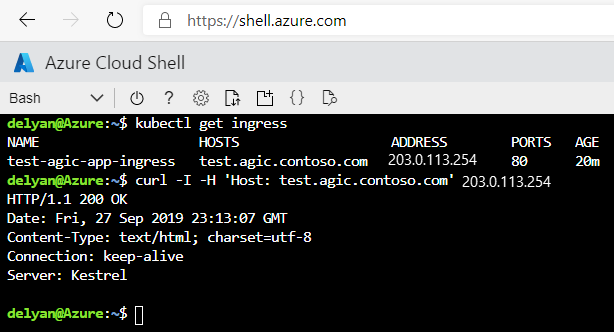 https://shell.azure.com
Azure Cloud Shell
Bash
delyan@Azure:~$ kubectl get ingress
NAME HOSTS ADDRESS PORTS AGE
test-agic-app-ingress test.agic.contoso.com 203.0.113.254 80 20m
delyan@Azure:~$ curl -I -H 'Host: test.agic.contoso.com' 203.0.113.254
HTTP/1.1 200 OK
Date: Fri, 27 Sep 2019 23:13:07 GMT
Content-Type: text/html; charset=utf-8
Connection: keep-alive
Server: Kestrel
delyan@Azure:~$